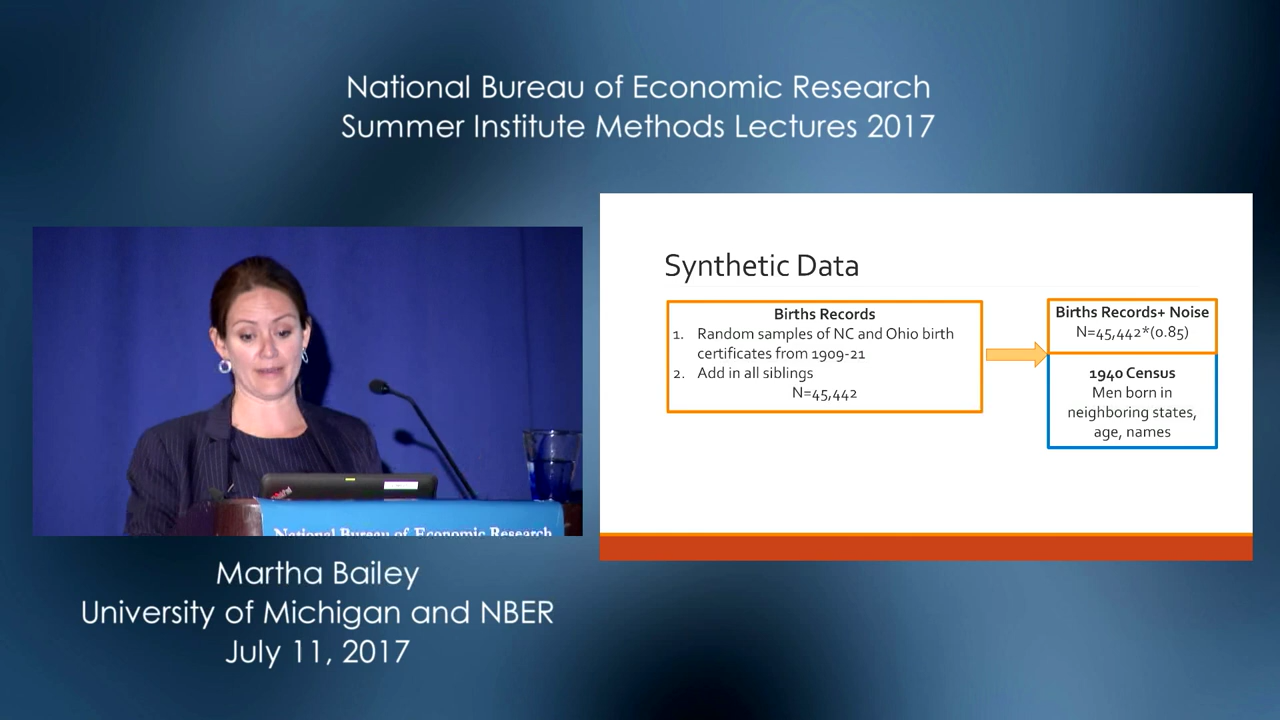 National Bureau of Economic Research
Summer Institute Methods Lectures 2017
National Bureau of Economic Research
Martha Bailey
University of Michigan and NBER
July 11, 2017
Synthetic Data
Births Records
1. Random samples of NC and Ohio birth
certificates from 1909-21
2. Add in all siblings
N=45,442
Births Records+ Noise
N=45,442*(0.85)
1940 Census
Men born in
neighboring states,
age, names